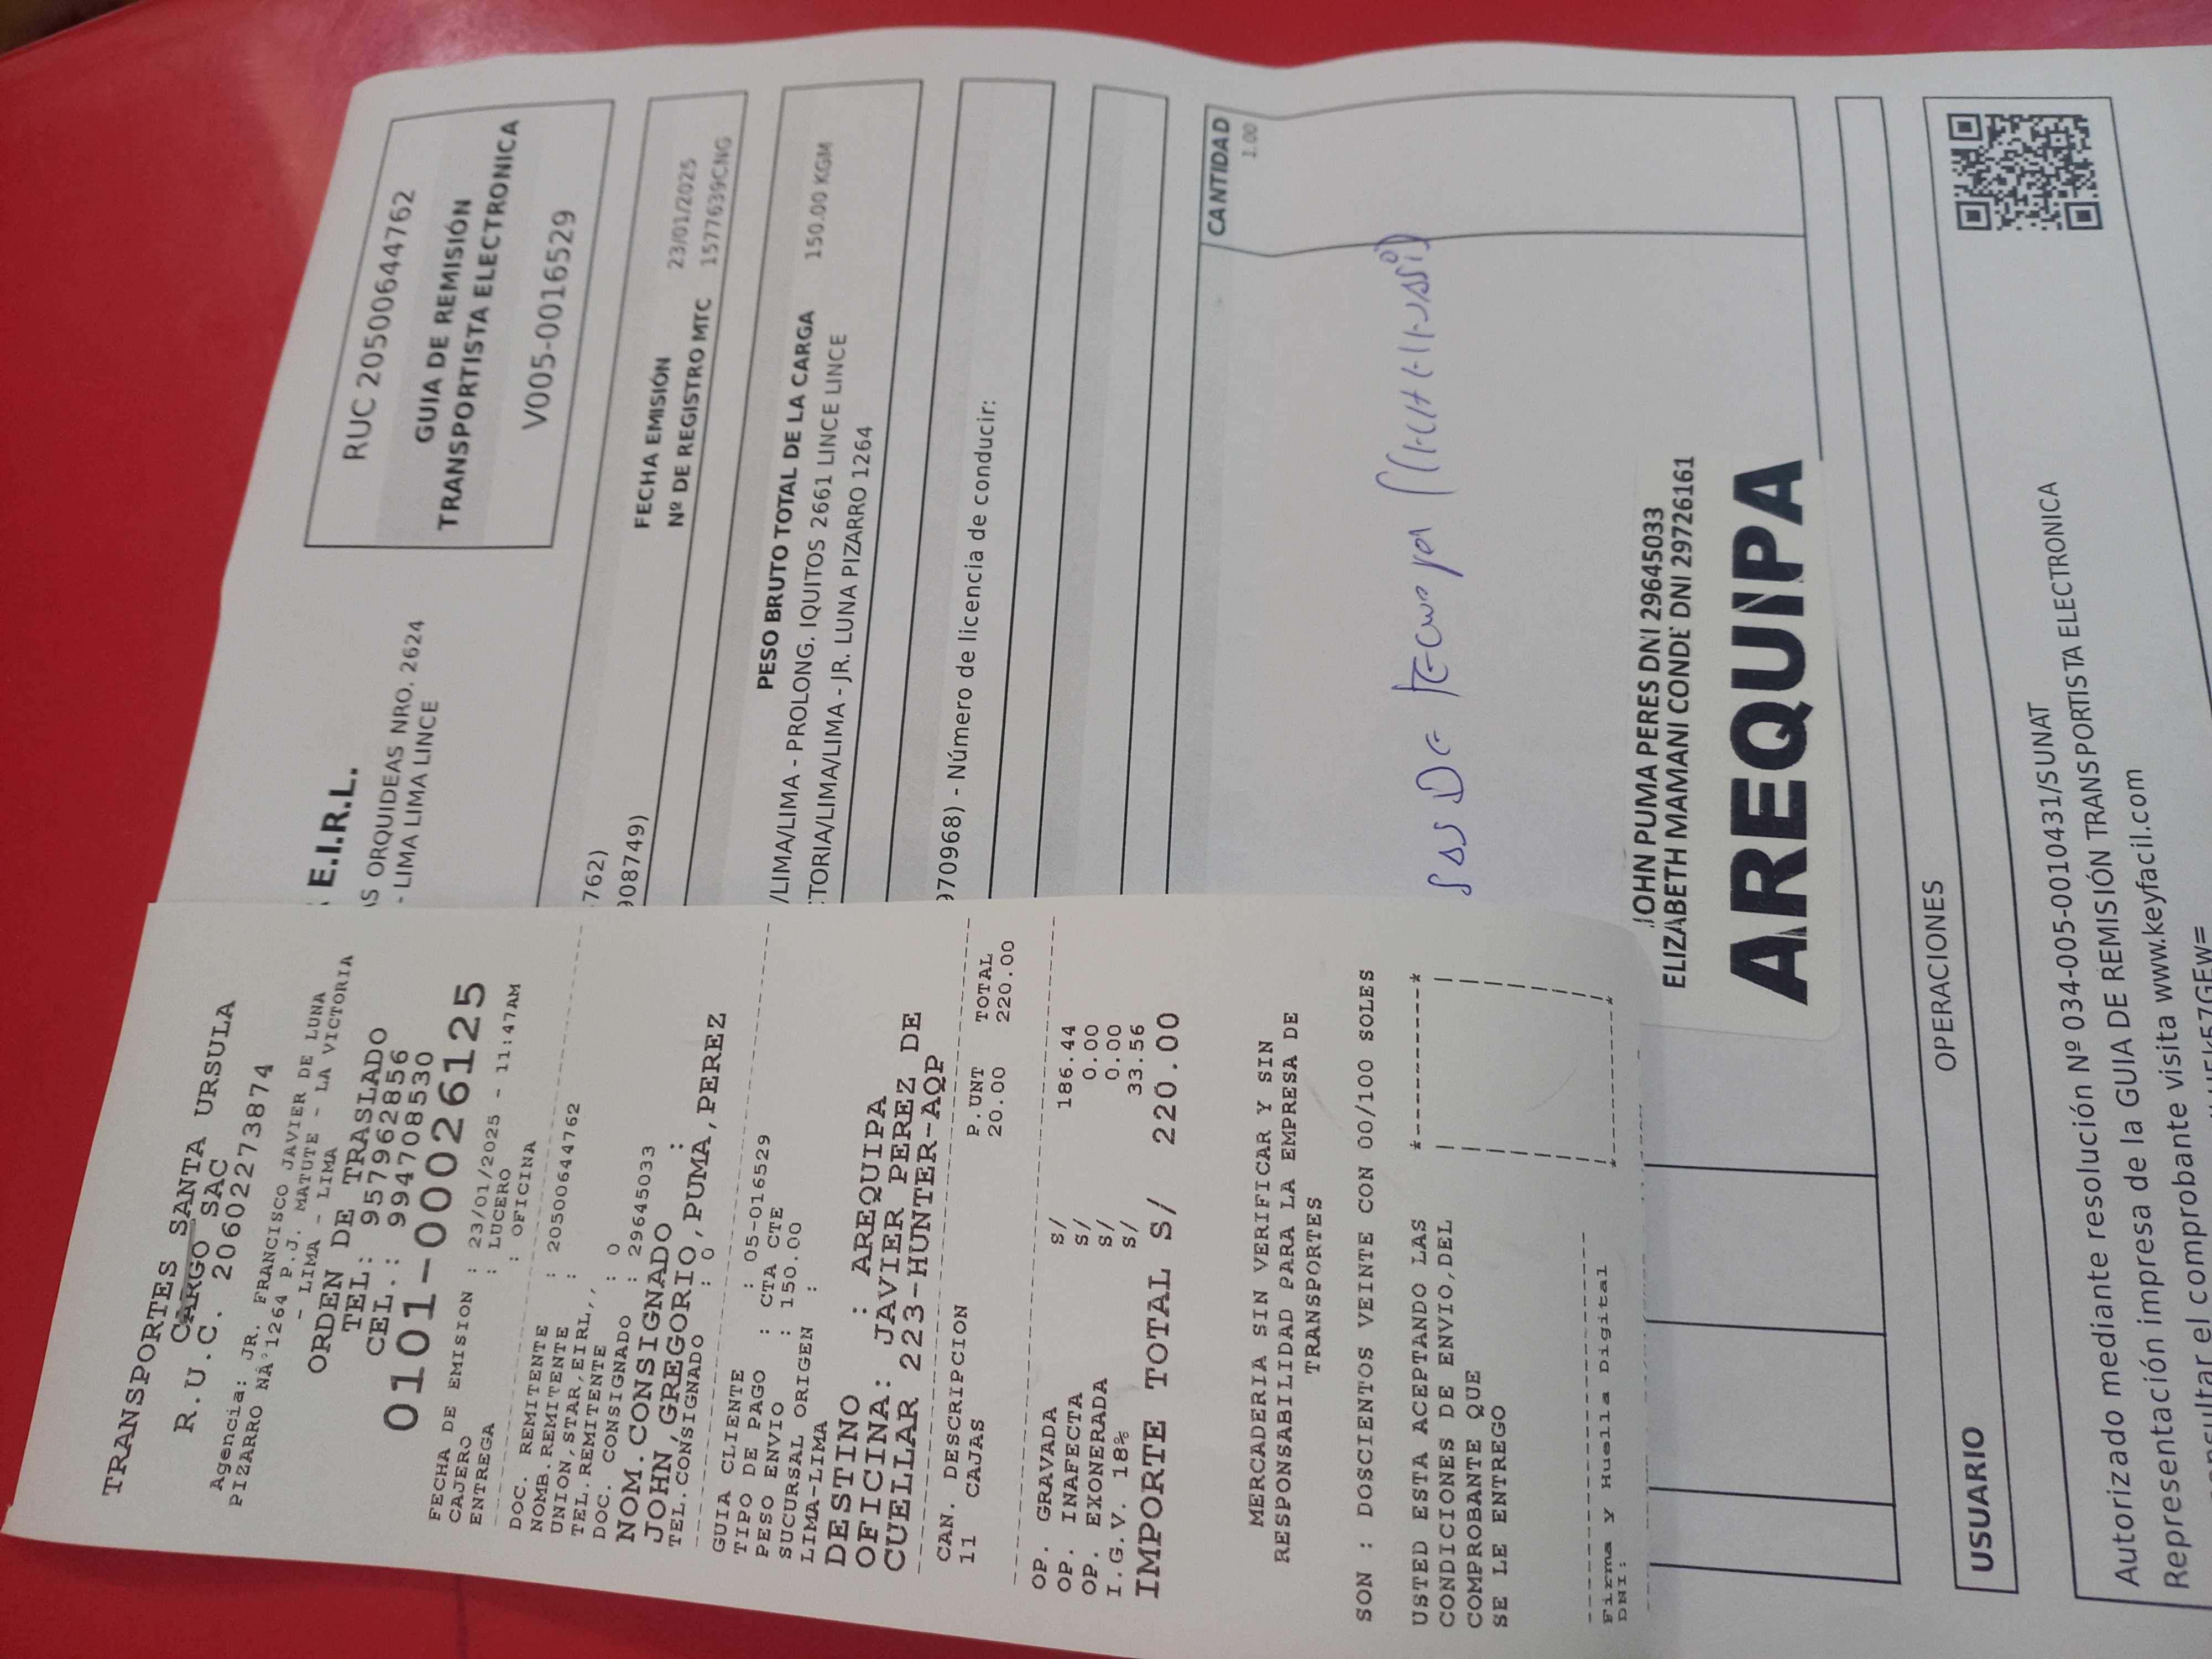 TRANSPORTES SANTA URSULA
CARGO SAC
R.U.C. 20602273874
Agencia: JR. FRANCISCO JAVIER DE LUNA
PIZARRO NÂº1264 P.J. MATUTE - LA VICTORIA
- LIMA - LIMA
ORDEN DE TRASLADO
TEL: 957962856
CEL.: 994708530
0101-00026125
FECHA DE EMISION : 23/01/2025 - 11:47AM
CAJERO : LUCERO
ENTREGA : OFICINA
DOC. REMITENTE : 20500644762
NOMB.REMITENTE :
UNION,STAR,EIRL,,
TEL.REMITENTE : 0
DOC. CONSIGNADO : 29645033
NOM.CONSIGNADO :
JOHN,GREGORIO,PUMA,PEREZ
TEL.CONSIGNADO : 0
GUIA CLIENTE : 05-016529
TIPO DE PAGO : CTA CTE
PESO ENVIO : 150.00
SUCURSAL ORIGEN :
LIMA-LIMA
DESTINO : AREQUIPA
OFICINA: JAVIER PEREZ DE
CUELLAR 223-HUNTER-AQP
CAN. DESCRIPCION P.UNT TOTAL
11 CAJAS 20.00 220.00
OP. GRAVADA S/ 186.44
OP. INAFECTA S/ 0.00
OP. EXONERADA S/ 0.00
I.G.V. 18% S/ 33.56
IMPORTE TOTAL S/ 220.00
MERCADERIA SIN VERIFICAR Y SIN
RESPONSABILIDAD PARA LA EMPRESA DE
TRANSPORTES
SON : DOSCIENTOS VEINTE CON 00/100 SOLES
USTED ESTA ACEPTANDO LAS
CONDICIONES DE ENVIO,DEL
COMPROBANTE QUE
SE LE ENTREGO
Firma y Huella Digital
DNI:
E.I.R.L.
AS ORQUIDEAS NRO. 2624
- LIMA LIMA LINCE
RUC 20500644762
GUIA DE REMISIÓN
TRANSPORTISTA ELECTRONICA
V005-0016529
762)
908749)
FECHA EMISIÓN 23/01/2025
Nº DE REGISTRO MTC 1577639CNG
PESO BRUTO TOTAL DE LA CARGA 150.00 KGM
/LIMA/LIMA - PROLONG. IQUITOS 2661 LINCE LINCE
TORIA/LIMA/LIMA - JR. LUNA PIZARRO 1264
970968) - Número de licencia de conducir:
CANTIDAD
1.00
JOHN PUMA PERES DNI 29645033
ELIZABETH MAMANI CONDE DNI 29726161
AREQUIPA
OPERACIONES
USUARIO
Autorizado mediante resolución Nº 034-005-0010431/SUNAT
Representación impresa de la GUIA DE REMISIÓN TRANSPORTISTA ELECTRONICA
consultar el comprobante visita www.keyfacil.com